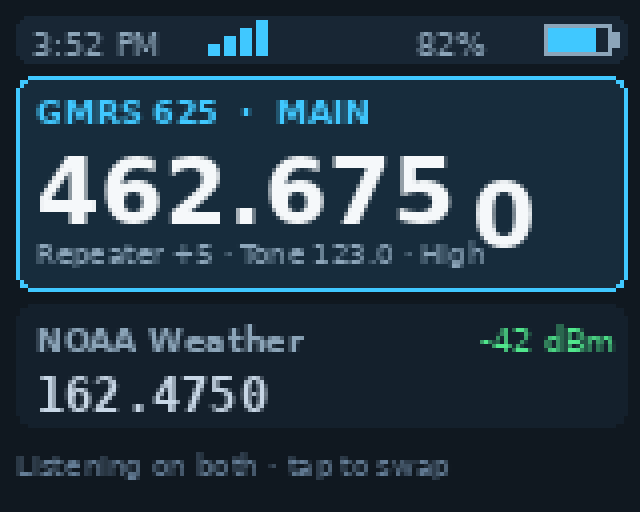 3:52 PM 82%
GMRS 625 · MAIN
462.675 0
Repeater +5 · Tone 123.0 · High
NOAA Weather -42 dBm
162.4750
Listening on both · tap to swap